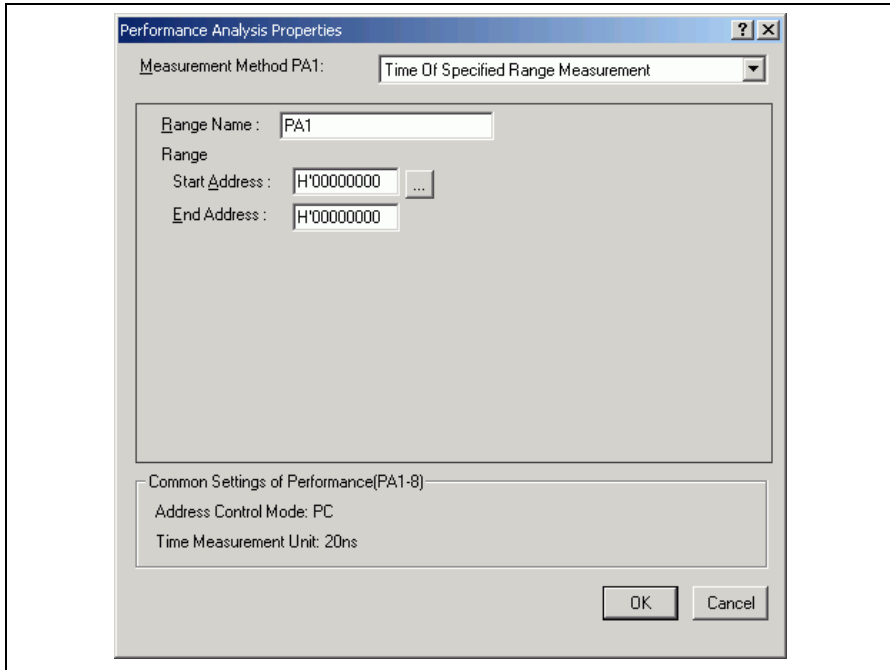 Performance Analysis Properties
Measurement Method PA1: Time Of Specified Range Measurement
Range Name : PA1
Range
Start Address : H'00000000 ...
End Address : H'00000000
Common Settings of Performance(PA1-8)
Address Control Mode: PC
Time Measurement Unit: 20ns
OK Cancel